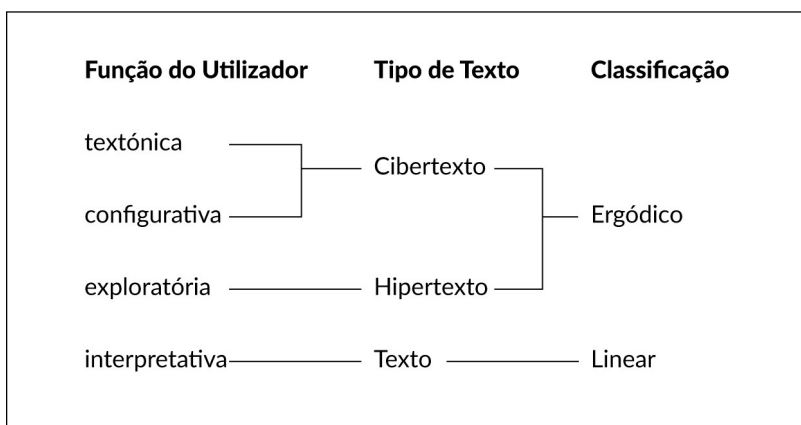 Função do Utilizador Tipo de Texto Classificação
textónica
Cibertexto
configurativa Ergódico
exploratória Hipertexto
interpretativa Texto Linear